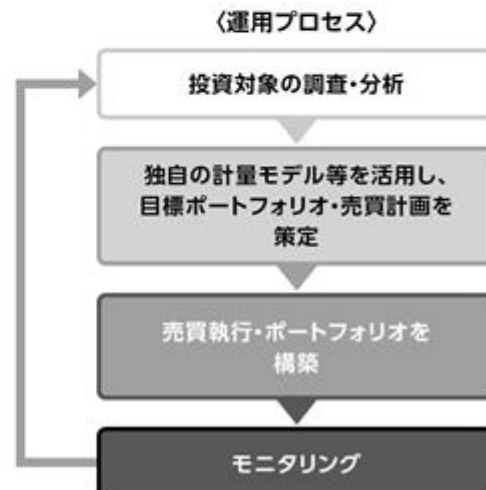 〈運用プロセス〉
投資対象の調査・分析
独自の計量モデル等を活用し、
目標ポートフォリオ・売買計画を
策定
売買執行・ポートフォリオを
構築
モニタリング